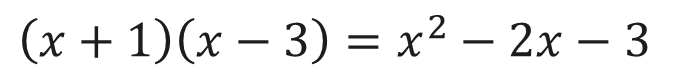 (x + 1)(x − 3) = x² − 2x − 3